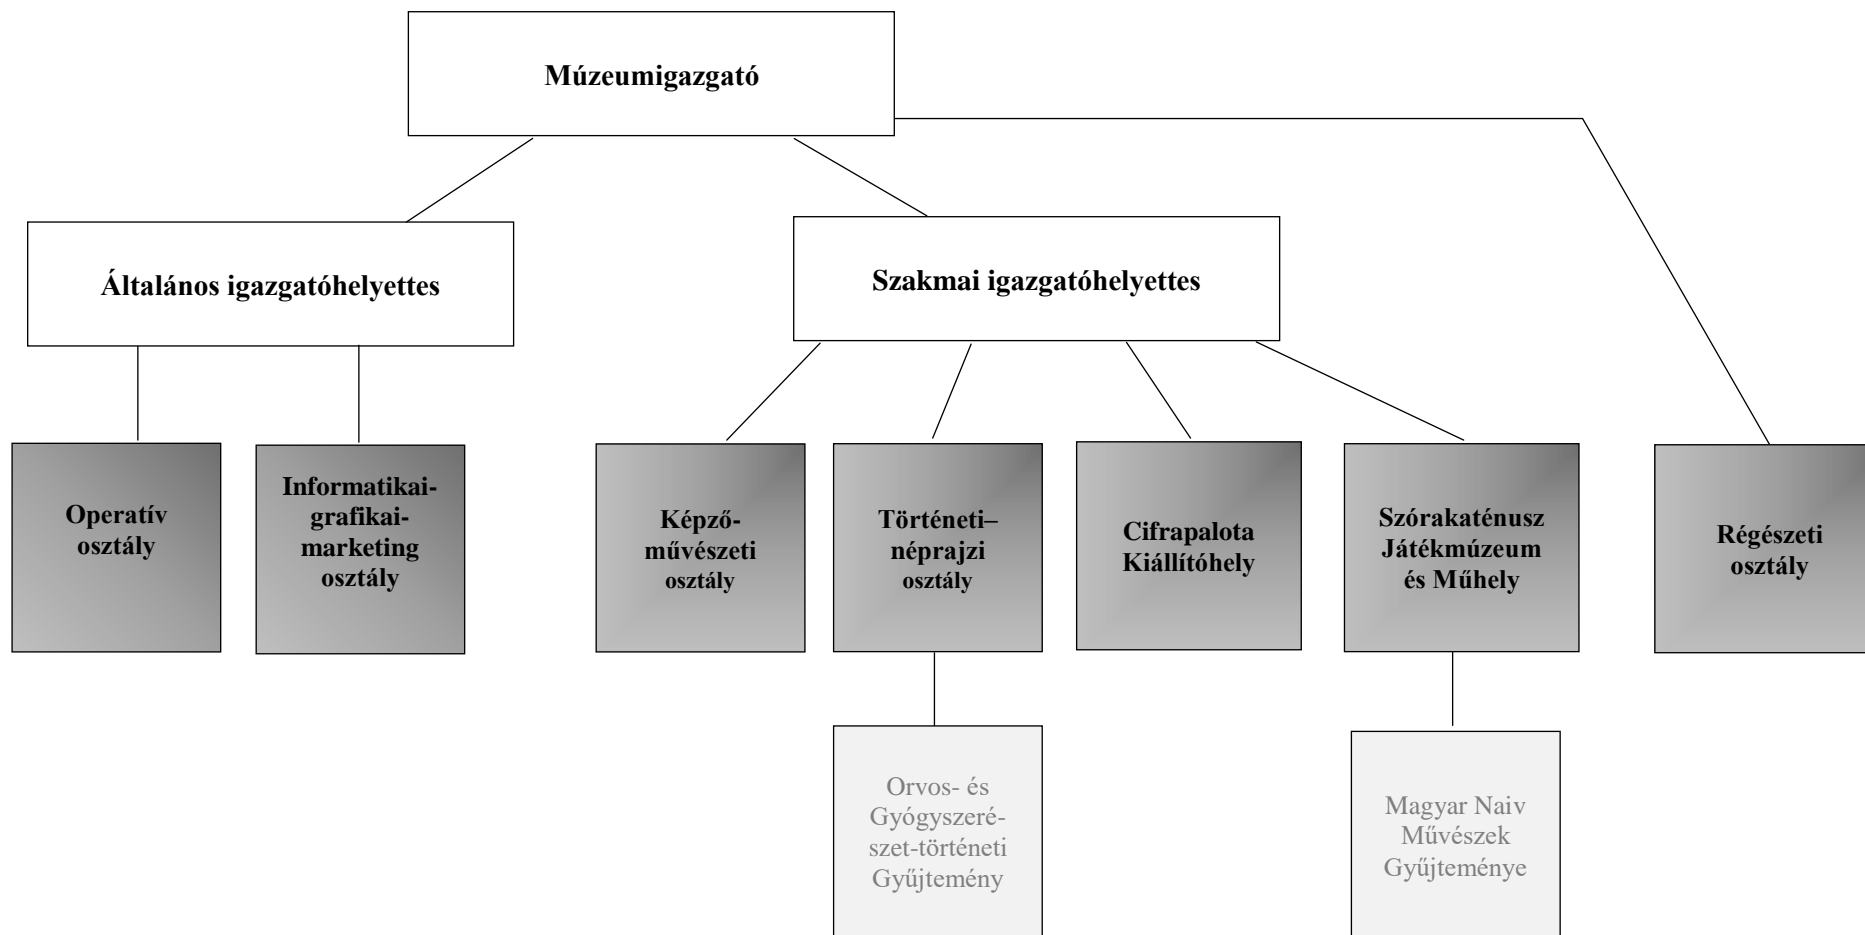 Múzeumigazgató
Általános igazgatóhelyettes
Szakmai igazgatóhelyettes
Operatív
osztály
Informatikai-
grafikai-
marketing
osztály
Képző-
művészeti
osztály
Történeti–
néprajzi
osztály
Cifrapalota
Kiállítóhely
Szórakaténusz
Játékmúzeum
és Műhely
Régészeti
osztály
Orvos- és
Gyógyszeré-
szet-történeti
Gyűjtemény
Magyar Naiv
Művészek
Gyűjteménye